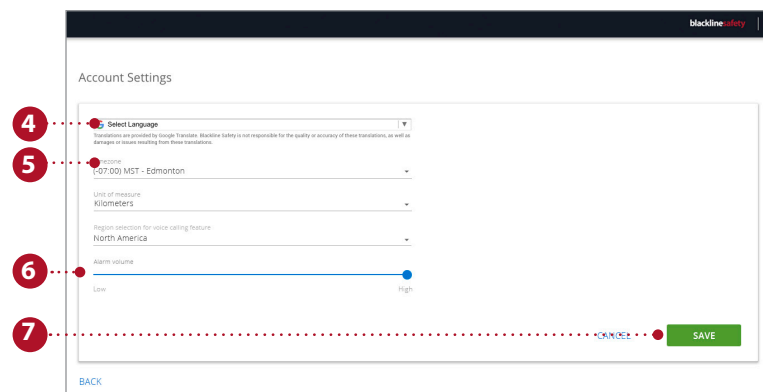 blacklinesafety
Account Settings
4
Select Language
Translations are provided by Google Translate. Blackline Safety is not responsible for the quality or accuracy of these translations, as well as
damages or issues resulting from these translations.
5
Timezone
(-07:00) MST - Edmonton
Unit of measure
Kilometers
Region selection for voice calling feature
North America
6
Alarm volume
Low High
7
CANCEL SAVE
BACK